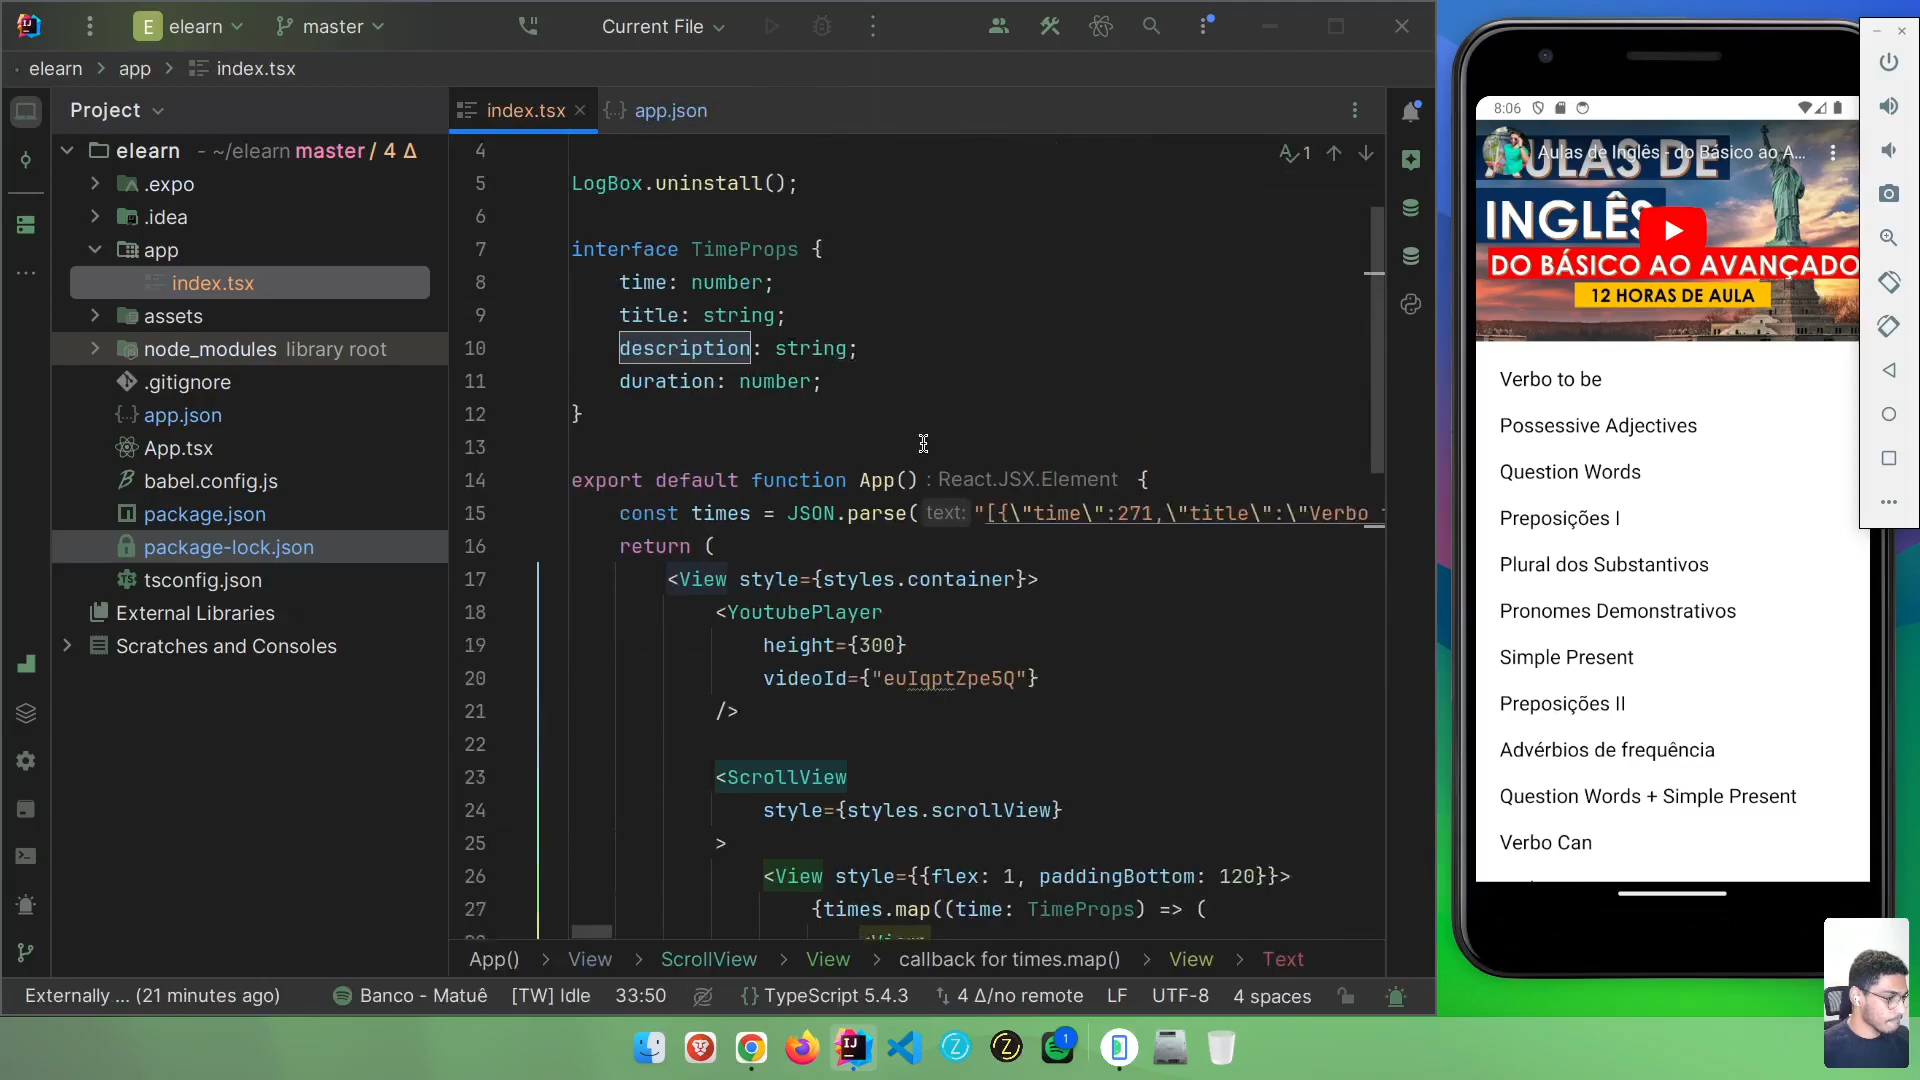 E elearn
master
Current File
elearn > app > index.tsx
Project
index.tsx
app.json
elearn - ~/elearn master / 4 Δ
.expo
.idea
app
index.tsx
assets
node_modules library root
.gitignore
app.json
App.tsx
babel.config.js
package.json
package-lock.json
tsconfig.json
External Libraries
Scratches and Consoles
1
4
5 LogBox.uninstall();
6
7 interface TimeProps {
8 time: number;
9 title: string;
10 description: string;
11 duration: number;
12 }
13
14 export default function App() : React.JSX.Element {
15 const times = JSON.parse( text: "[{\"time\":271,\"title\":\"Verbo
16 return (
17 <View style={styles.container}>
18 <YoutubePlayer
19 height={300}
20 videoId={"euIqptZpe5Q"}
21 />
22
23 <ScrollView
24 style={styles.scrollView}
25 >
26 <View style={{flex: 1, paddingBottom: 120}}>
27 {times.map((time: TimeProps) => (
App() > View > ScrollView > View > callback for times.map() > View > Text
Externally ... (21 minutes ago)
Banco - Matuê
[TW] Idle
33:50
{} TypeScript 5.4.3
4 Δ/no remote
LF
UTF-8
4 spaces
8:06
Aulas de Inglês - do Básico ao A...
AULAS DE
INGLÊS
DO BÁSICO AO AVANÇADO
12 HORAS DE AULA
Verbo to be
Possessive Adjectives
Question Words
Preposições I
Plural dos Substantivos
Pronomes Demonstrativos
Simple Present
Preposições II
Advérbios de frequência
Question Words + Simple Present
Verbo Can
1